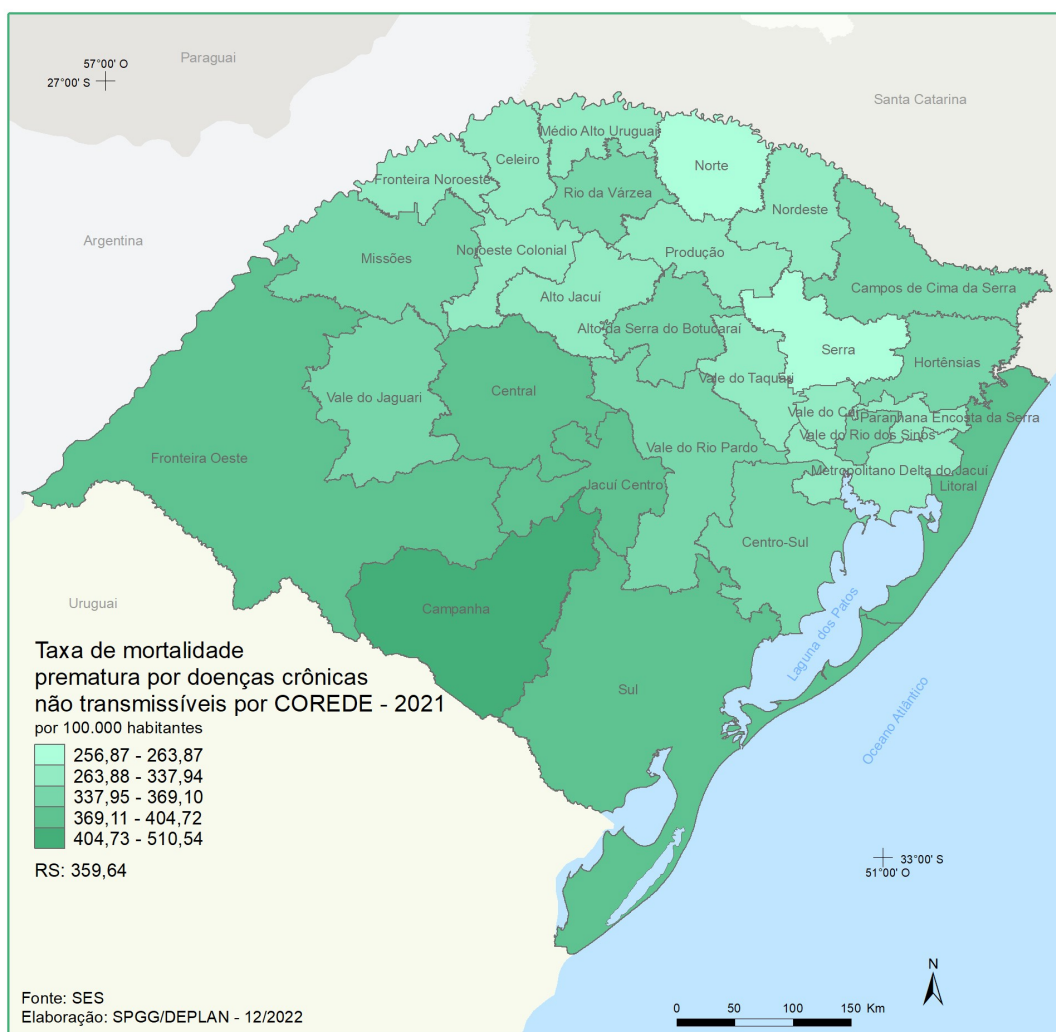 Paraguai
57°00' O
27°00' S
Santa Catarina
Argentina
Uruguai
Médio Alto Uruguai
Celeiro
Norte
Fronteira Noroeste
Rio da Várzea
Nordeste
Noroeste Colonial
Produção
Missões
Alto Jacuí
Campos de Cima da Serra
Alto da Serra do Botucaraí
Serra
Hortênsias
Vale do Taquari
Central
Vale do Jaguari
Vale do Caí
Paranhana Encosta da Serra
Vale do Rio dos Sinos
Vale do Rio Pardo
Fronteira Oeste
Metropolitano Delta do Jacuí
Jacuí Centro
Litoral
Centro-Sul
Campanha
Sul
Laguna dos Patos
Oceano Atlântico
Taxa de mortalidade
prematura por doenças crônicas
não transmissíveis por COREDE - 2021
por 100.000 habitantes
256,87 - 263,87
263,88 - 337,94
337,95 - 369,10
369,11 - 404,72
404,73 - 510,54
RS: 359,64
33°00' S
51°00' O
N
0 50 100 150 Km
Fonte: SES
Elaboração: SPGG/DEPLAN - 12/2022